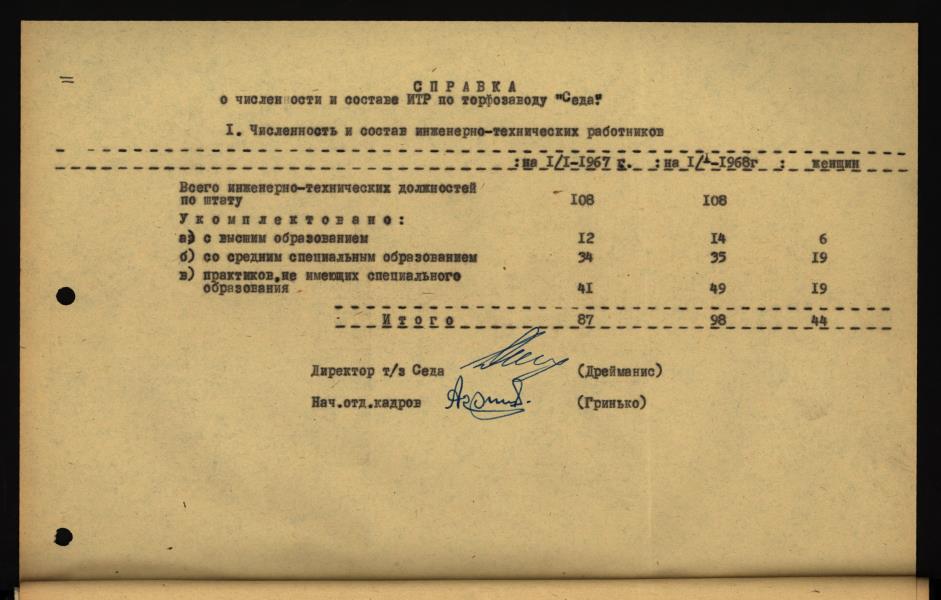 СПРАВКА
о численности и составе ИТР по торфозаводу "Седа"
I. Численность и состав инженерно-технических работников
:на I/I-1967 г. :на I/I-1968г : женщин
Всего инженерно-технических должностей
по штату 108 108
Укомплектовано:
а) с высшим образованием 12 14 6
б) со средним специальным образованием 34 35 19
в) практиков,не имеющих специального
образования 41 49 19
Итого 87 98 44
Директор т/з Седа (Дрейманис)
Нач.отд.кадров (Гринько)